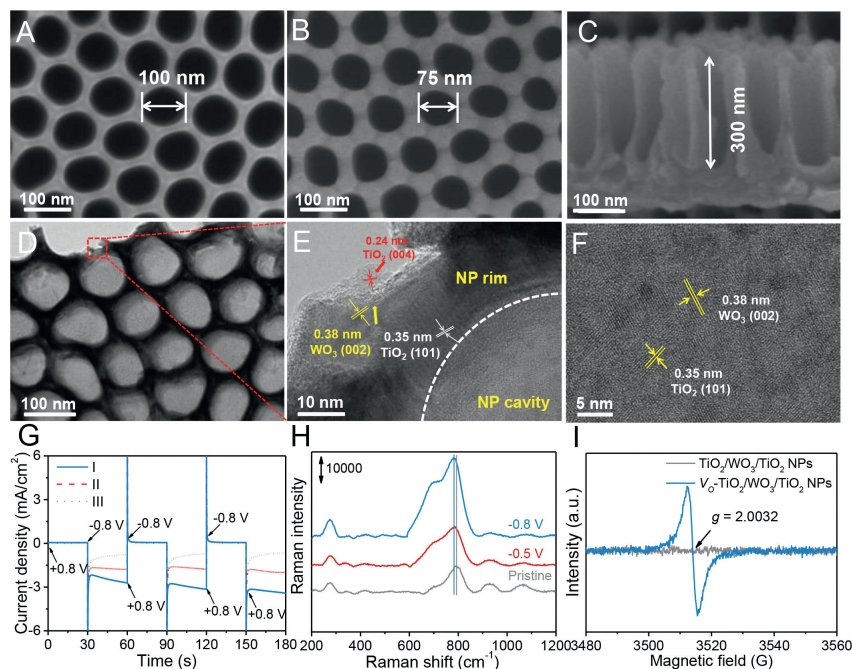 A
100 nm
100 nm
B
75 nm
100 nm
C
300 nm
100 nm
D
100 nm
E
0.24 nm
TiO2 (004)
NP rim
0.38 nm
WO3 (002)
0.35 nm
TiO2 (101)
10 nm
NP cavity
F
0.38 nm
WO3 (002)
0.35 nm
TiO2 (101)
5 nm
G
I
II
III
-0.8 V
-0.8 V
-0.8 V
+0.8 V
+0.8 V
+0.8 V
6
3
0
-3
-6
0 30 60 90 120 150 180
Current density (mA/cm2)
Time (s)
H
10000
-0.8 V
-0.5 V
Pristine
200 400 600 800 1000 1200
Raman intensity
Raman shift (cm-1)
I
TiO2/WO3/TiO2 NPs
VO-TiO2/WO3/TiO2 NPs
g = 2.0032
3480 3500 3520 3540 3560
Intensity (a.u.)
Magnetic field (G)